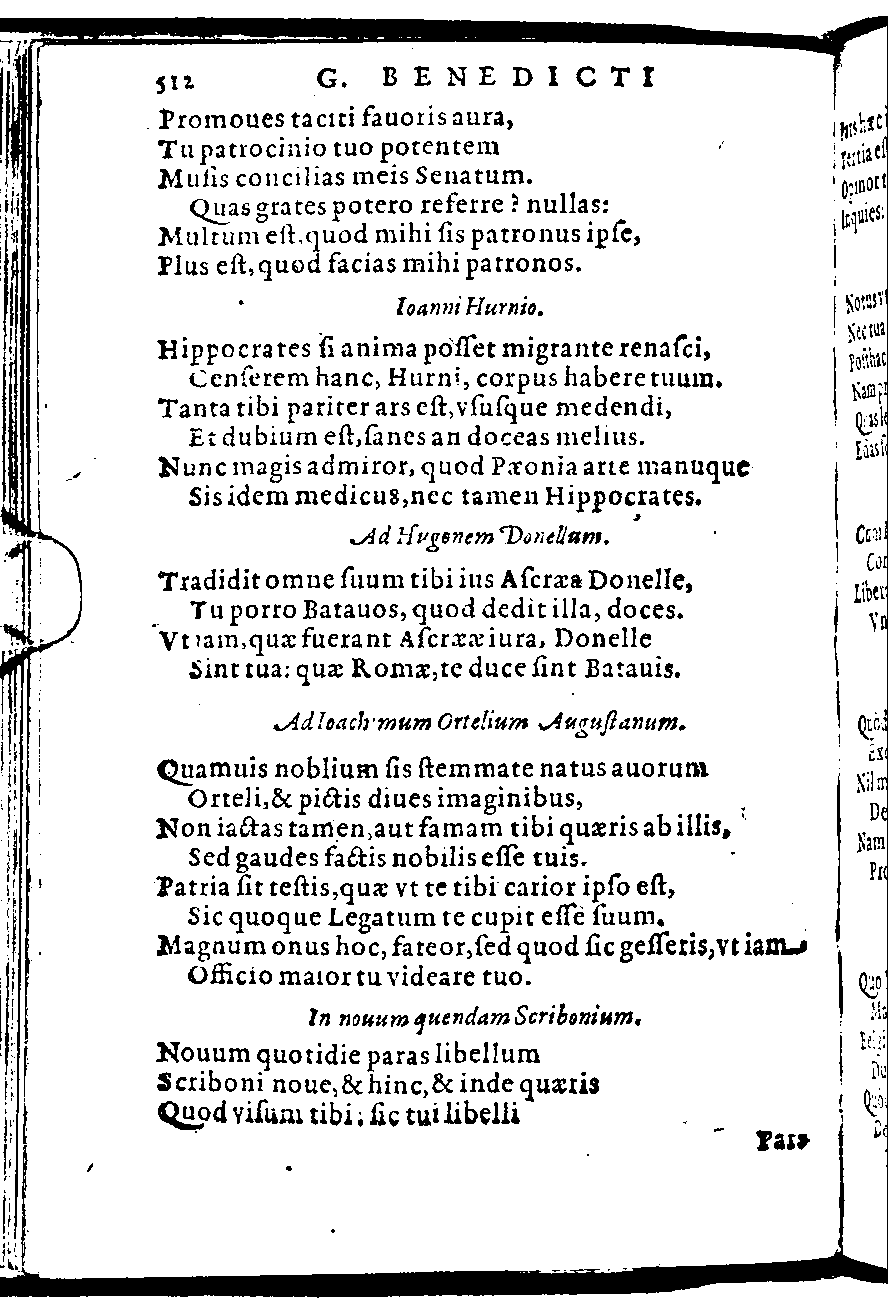 512 G. BENEDICTI
Promoues taciti fauoris aura,
Tu patrocinio tuo potentem
Musis concilias meis Senatum.
Quas grates potero referre ? nullas:
Multum est, quod mihi sis patronus ipse,
Plus est, quod facias mihi patronos.
Ioanni Hurnio.
Hippocrates si anima posset migrante renasci,
Censerem hanc, Hurni, corpus habere tuum.
Tanta tibi pariter ars est, vsusque medendi,
Et dubium est, sanes an doceas melius.
Nunc magis admiror, quod Pæonia arte manuque
Sis idem medicus, nec tamen Hippocrates.
Ad Hugonem Donellum.
Tradidit omne suum tibi ius Ascræa Donelle,
Tu porro Batauos, quod dedit illa, doces.
Vt iam, quæ fuerant Ascrææ iura, Donelle
Sint tua: quæ Romæ, te duce sint Batauis.
Ad Ioachimum Ortelium Augustanum.
Quamuis noblium sis stemmate natus auorum
Orteli, & pictis diues imaginibus,
Non iactas tamen, aut famam tibi quæris ab illis,
Sed gaudes factis nobilis esse tuis.
Patria sit testis, quæ vt te tibi carior ipso est,
Sic quoque Legatum te cupit esse suum.
Magnum onus hoc, fateor, sed quod sic gesseris, vt iam
Officio maior tu videare tuo.
In nouum quendam Scribonium.
Nouum quotidie paras libellum
Scriboni noue, & hinc, & inde quæris
Quod visum tibi; sic tui libelli
Pars